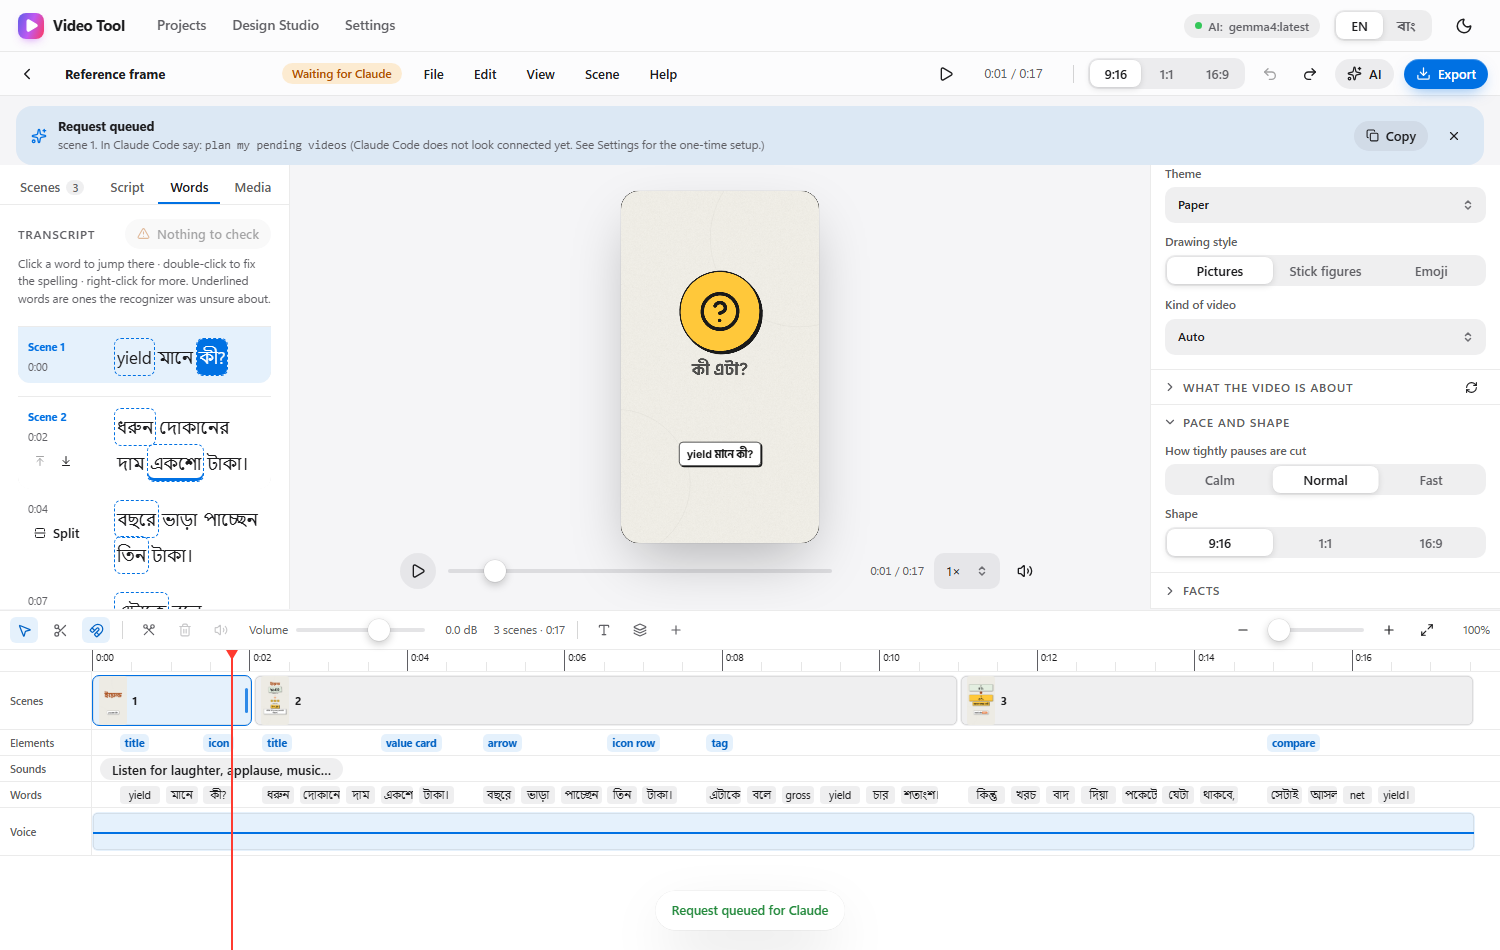 Video Tool
Projects
Design Studio
Settings
AI: gemma4:latest
EN
বাং
Reference frame
Waiting for Claude
File
Edit
View
Scene
Help
0:01 / 0:17
9:16
1:1
16:9
AI
Export
Request queued
scene 1. In Claude Code say: plan my pending videos (Claude Code does not look connected yet. See Settings for the one-time setup.)
Copy
Scenes 3
Script
Words
Media
TRANSCRIPT
Nothing to check
Click a word to jump there · double-click to fix
the spelling · right-click for more. Underlined
words are ones the recognizer was unsure about.
Scene 1
0:00
yield মানে কী?
Scene 2
0:02
ধরুন দোকানের
দাম একশো টাকা।
0:04
Split
বছরে ভাড়া পাচ্ছেন
তিন টাকা।
0:07
এটাকে বলে
কী এটা?
yield মানে কী?
0:01 / 0:17
1×
Theme
Paper
Drawing style
Pictures
Stick figures
Emoji
Kind of video
Auto
WHAT THE VIDEO IS ABOUT
PACE AND SHAPE
How tightly pauses are cut
Calm
Normal
Fast
Shape
9:16
1:1
16:9
FACTS
Volume
0.0 dB
3 scenes · 0:17
100%
0:00
0:02
0:04
0:06
0:08
0:10
0:12
0:14
0:16
Scenes
1
2
3
Elements
title
icon
title
value card
arrow
icon row
tag
compare
Sounds
Listen for laughter, applause, music...
Words
yield মানে কী? ধরুন দোকানে দাম একশে টাকা। বছরে ভাড়া পাচ্ছেন তিন টাকা। এটাকে বলে gross yield চার শতাংশ। কিন্তু খরচ বাদ দিয়া পকেটে যেটা থাকবে, সেটাই আসল net yield।
Voice
Request queued for Claude